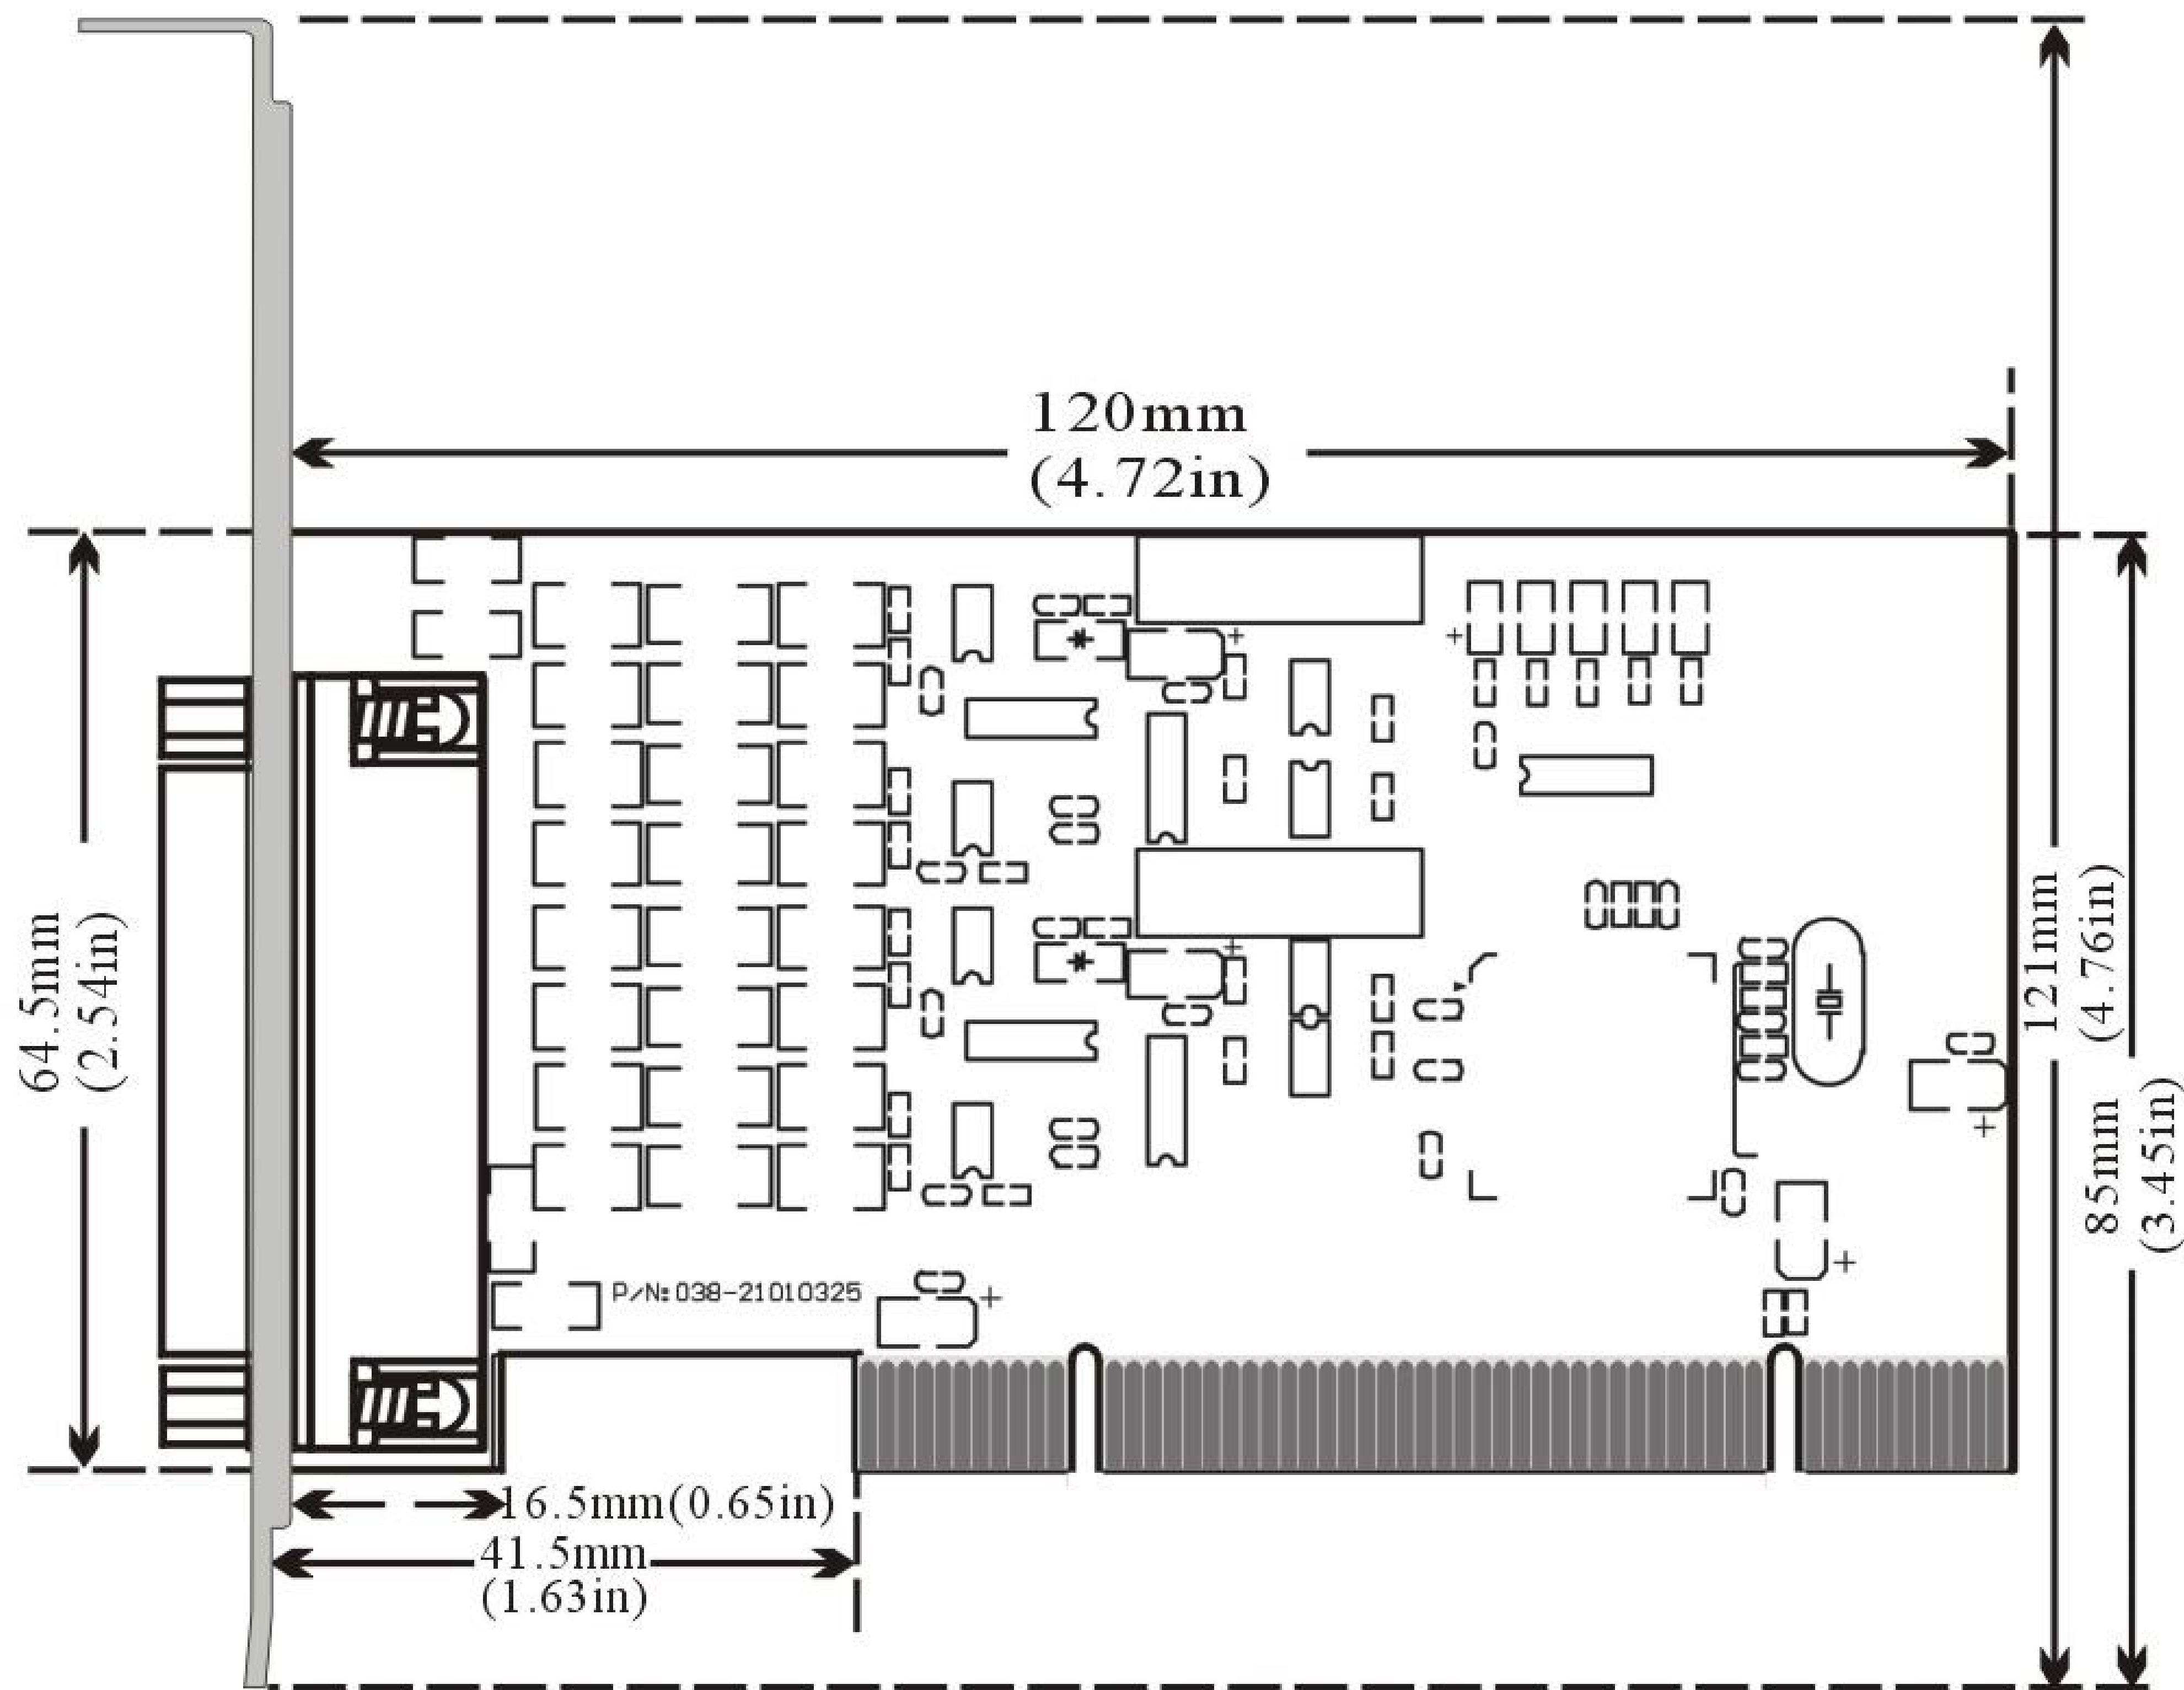 120mm
(4.72in)
64.5mm
(2.54in)
121mm
(4.76in)
85mm
(3.45in)
P/N: 038-21010325
16.5mm(0.65in)
41.5mm
(1.63in)